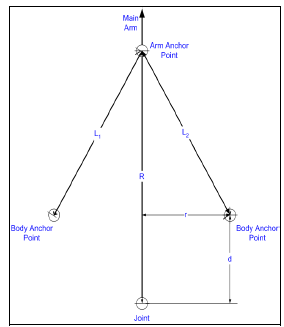 Main
Arm
Arm Anchor
Point
L1
L2
R
r
Body Anchor
Point
Body Anchor
Point
d
Joint